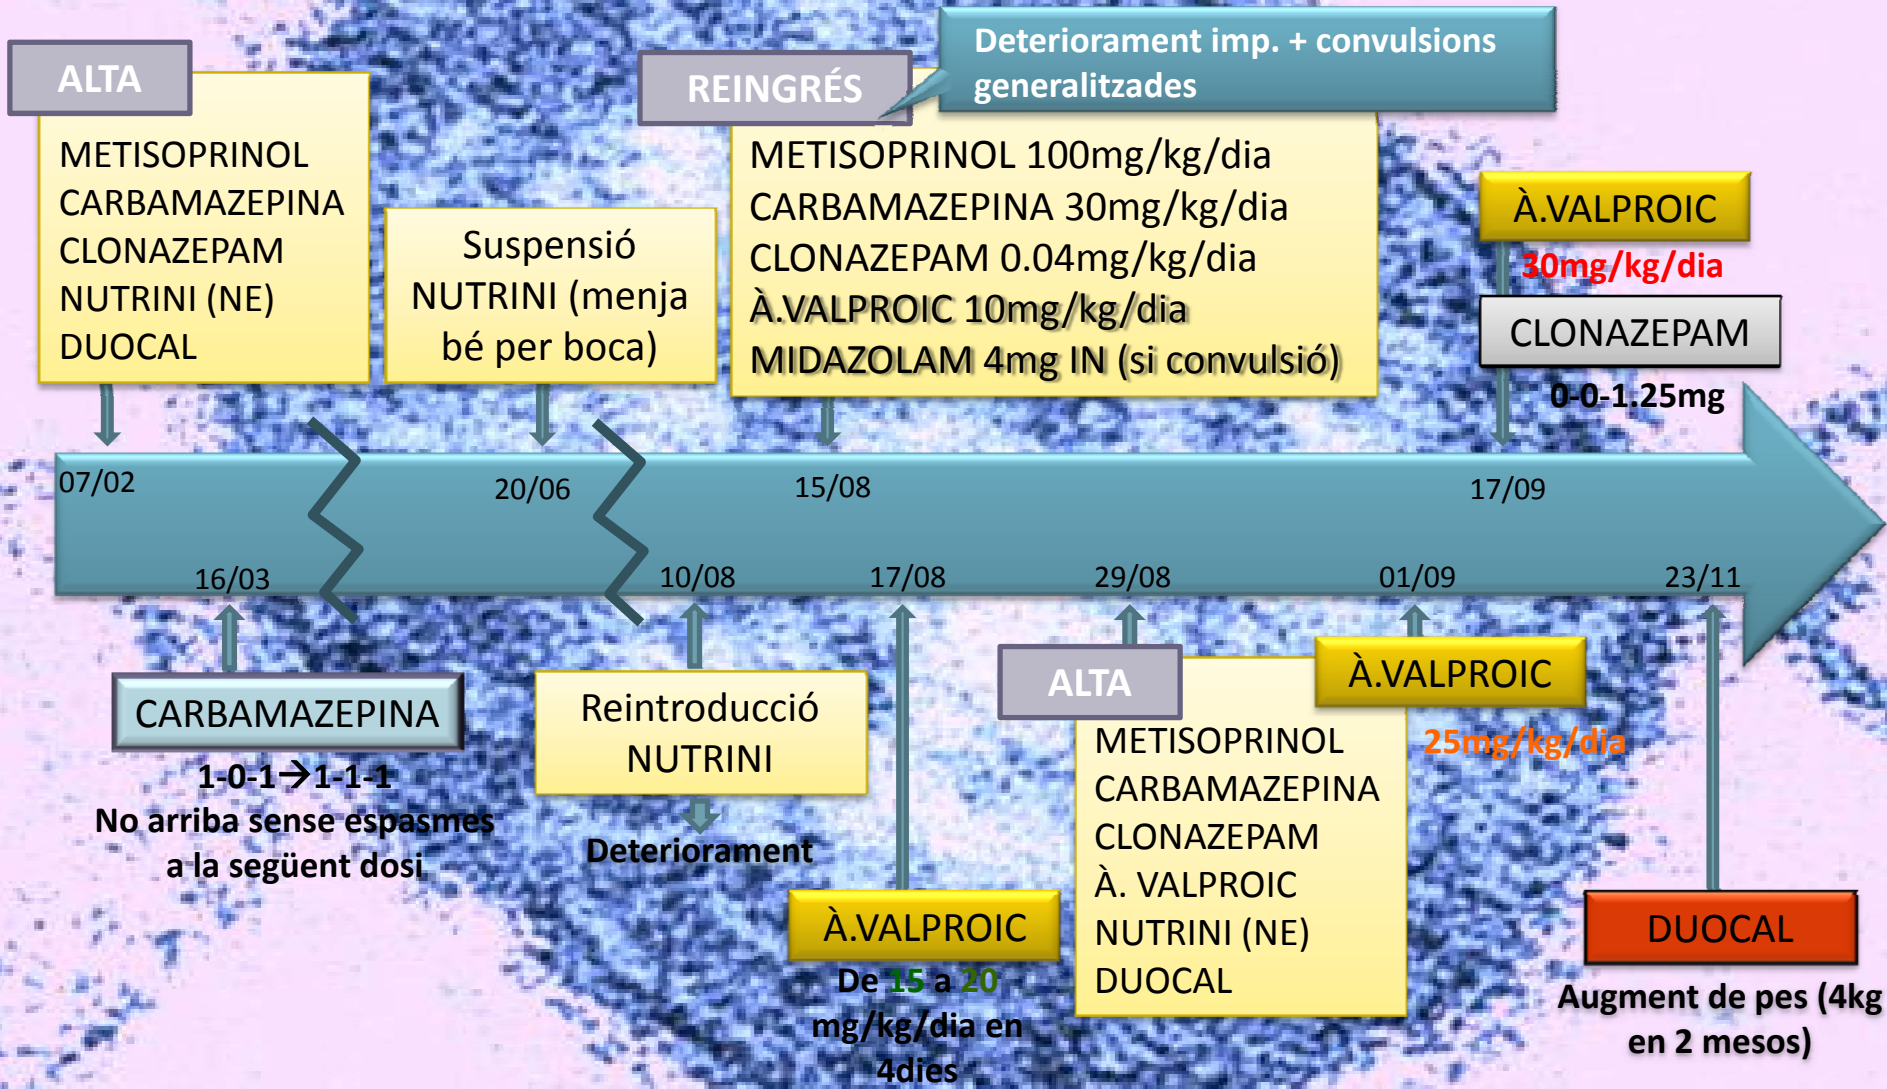 ALTA
METISOPRINOL
CARBAMAZEPINA
CLONAZEPAM
NUTRINI (NE)
DUOCAL
Suspensió
NUTRINI (menja
bé per boca)
REINGRÉS
Deteriorament imp. + convulsions
generalitzades
METISOPRINOL 100mg/kg/dia
CARBAMAZEPINA 30mg/kg/dia
CLONAZEPAM 0.04mg/kg/dia
À.VALPROIC 10mg/kg/dia
MIDAZOLAM 4mg IN (si convulsió)
À.VALPROIC
30mg/kg/dia
CLONAZEPAM
0-0-1.25mg
07/02
20/06
15/08
17/09
16/03
10/08
17/08
29/08
01/09
23/11
CARBAMAZEPINA
1-0-1→1-1-1
No arriba sense espasmes
a la següent dosi
Reintroducció
NUTRINI
Deteriorament
À.VALPROIC
De 15 a 20
mg/kg/dia en
4dies
ALTA
METISOPRINOL
CARBAMAZEPINA
CLONAZEPAM
À. VALPROIC
NUTRINI (NE)
DUOCAL
À.VALPROIC
25mg/kg/dia
DUOCAL
Augment de pes (4kg
en 2 mesos)